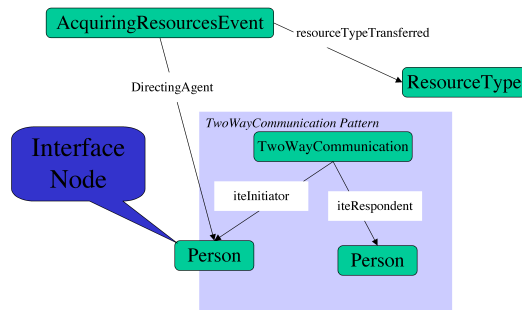 AcquiringResourcesEvent
resourceTypeTransferred
DirectingAgent
ResourceType
TwoWayCommunication Pattern
TwoWayCommunication
Interface
Node
iteInitiator
iteRespondent
Person
Person